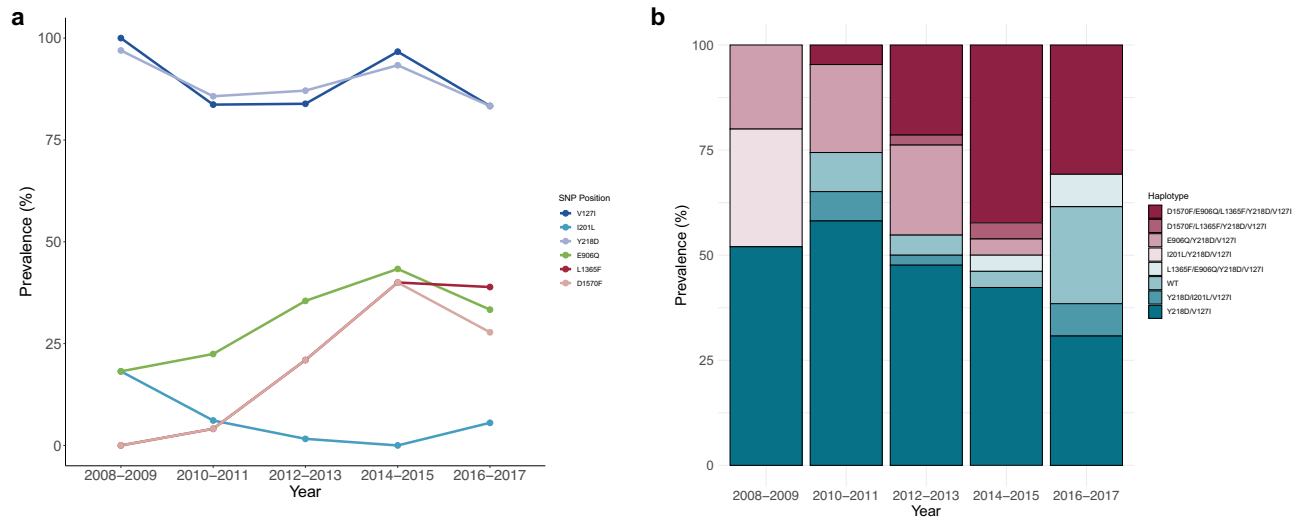 a
100
75
50
25
0
Prevalence (%)
2008–2009
2010–2011
2012–2013
2014–2015
2016–2017
Year
SNP Position
V127I
I201L
Y218D
E906Q
L1365F
D1570F
b
100
75
50
25
0
Prevalence (%)
2008–2009
2010–2011
2012–2013
2014–2015
2016–2017
Year
Haplotype
D1570F/E906Q/L1365F/Y218D/V127I
D1570F/L1365F/Y218D/V127I
E906Q/Y218D/V127I
I201L/Y218D/V127I
L1365F/E906Q/Y218D/V127I
WT
Y218D/I201L/V127I
Y218D/V127I